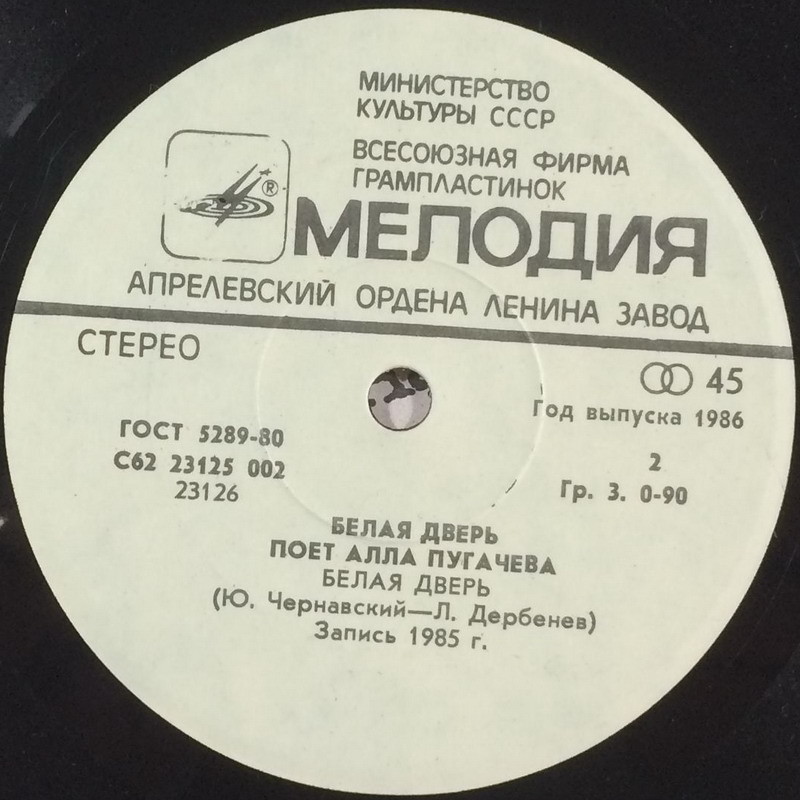 МИНИСТЕРСТВО
КУЛЬТУРЫ СССР
ВСЕСОЮЗНАЯ ФИРМА
ГРАМПЛАСТИНОК
®
МЕЛОДИЯ
АПРЕЛЕВСКИЙ ОРДЕНА ЛЕНИНА ЗАВОД
СТЕРЕО
45
Год выпуска 1986
ГОСТ 5289-80
С62 23125 002
23126
2
Гр. 3. 0-90
БЕЛАЯ ДВЕРЬ
ПОЕТ АЛЛА ПУГАЧЕВА
БЕЛАЯ ДВЕРЬ
(Ю. Чернавский—Л. Дербенев)
Запись 1985 г.